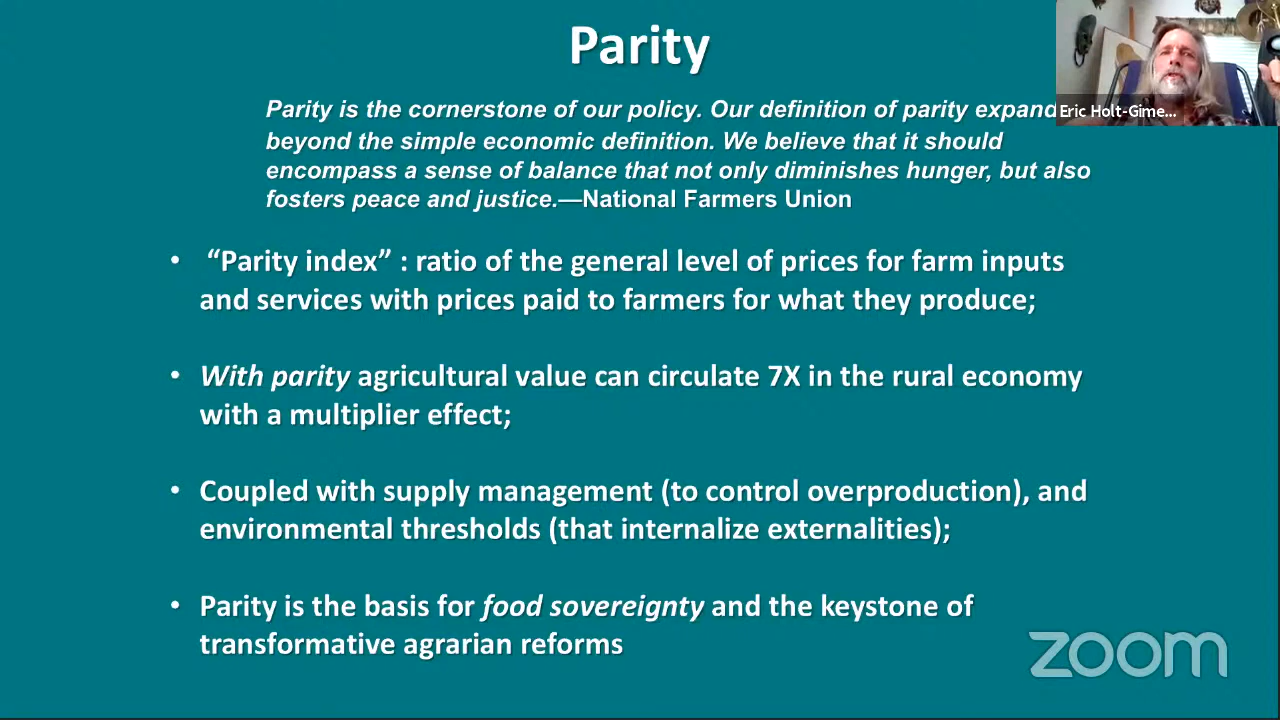 Parity
Parity is the cornerstone of our policy. Our definition of parity expand
Eric Holt-Gime...
beyond the simple economic definition. We believe that it should
encompass a sense of balance that not only diminishes hunger, but also
fosters peace and justice.—National Farmers Union
• “Parity index” : ratio of the general level of prices for farm inputs
and services with prices paid to farmers for what they produce;
• With parity agricultural value can circulate 7X in the rural economy
with a multiplier effect;
• Coupled with supply management (to control overproduction), and
environmental thresholds (that internalize externalities);
• Parity is the basis for food sovereignty and the keystone of
transformative agrarian reforms
zoom